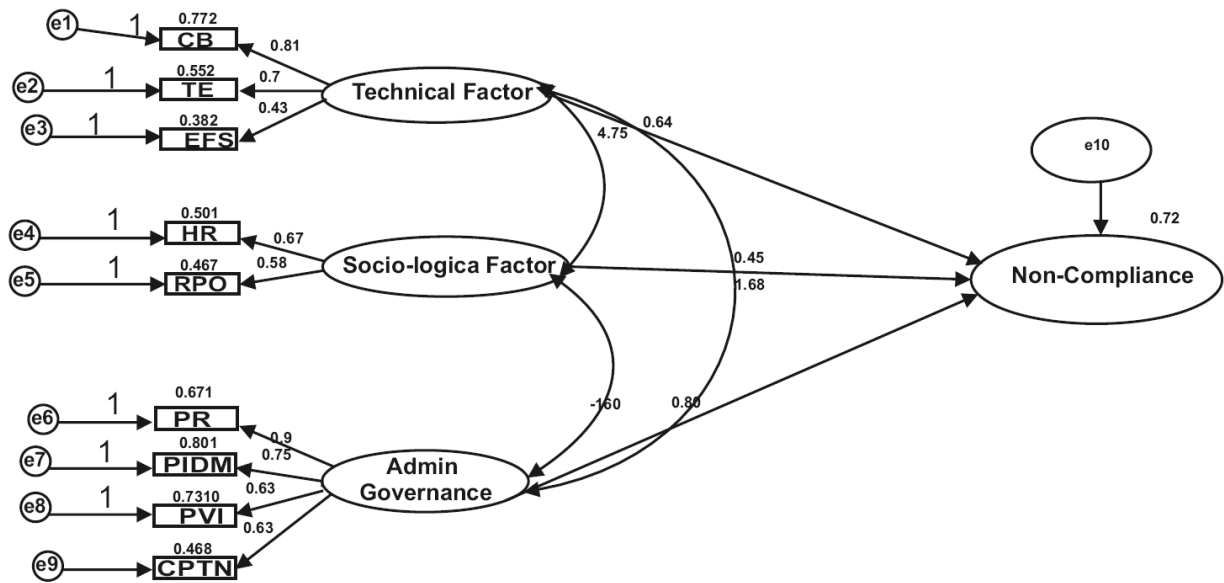 e1
1
0.772
CB
0.81
e2
1
0.552
TE
0.7
Technical Factor
e3
1
0.382
EFS
0.43
4.75
0.64
e10
e4
1
0.501
HR
0.67
0.72
e5
1
0.467
RPO
0.58
Socio-logica Factor
0.45
1.68
Non-Compliance
e6
1
0.671
PR
0.9
-160
0.80
e7
1
0.801
PIDM
0.75
Admin
Governance
e8
1
0.7310
PVI
0.63
e9
0.468
CPTN
0.63